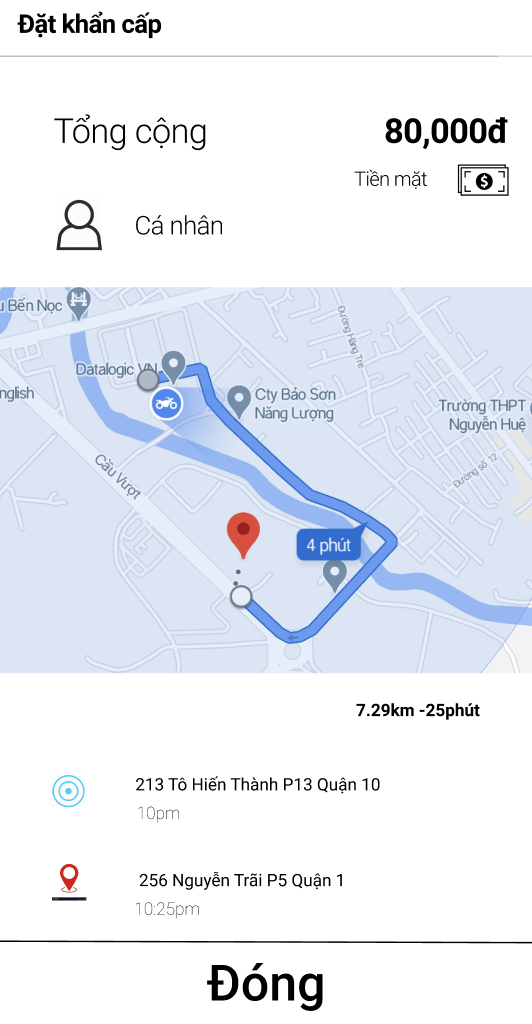 Đặt khẩn cấp
Tổng cộng
80,000đ
Tiền mặt
Cá nhân
u Bến Nọc
Đường Hàng Tre
Datalogic VN
nglish
Cty Bảo Sơn
Năng Lượng
Trường THPT
Nguyễn Huệ
Cầu Vượt
Đường số 12
4 phút
7.29km -25phút
213 Tô Hiến Thành P13 Quận 10
10pm
256 Nguyễn Trãi P5 Quận 1
10:25pm
Đóng